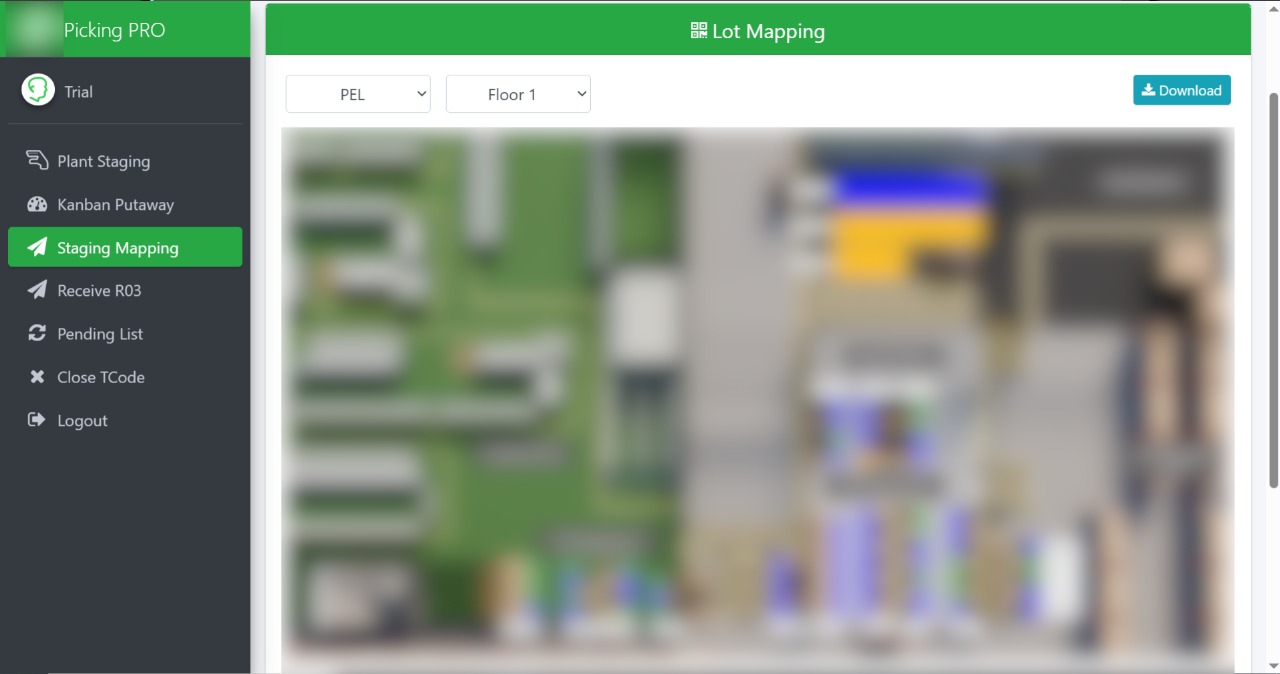 Picking PRO
Trial
Plant Staging
Kanban Putaway
Staging Mapping
Receive R03
Pending List
Close TCode
Logout
Lot Mapping
PEL
Floor 1
Download